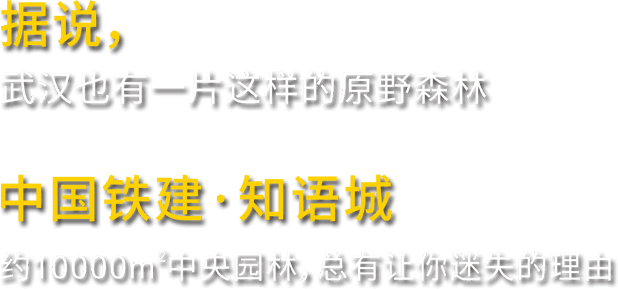 据说，
武汉也有一片这样的原野森林
中国铁建·知语城
约10000m²中央园林，总有让你迷失的理由